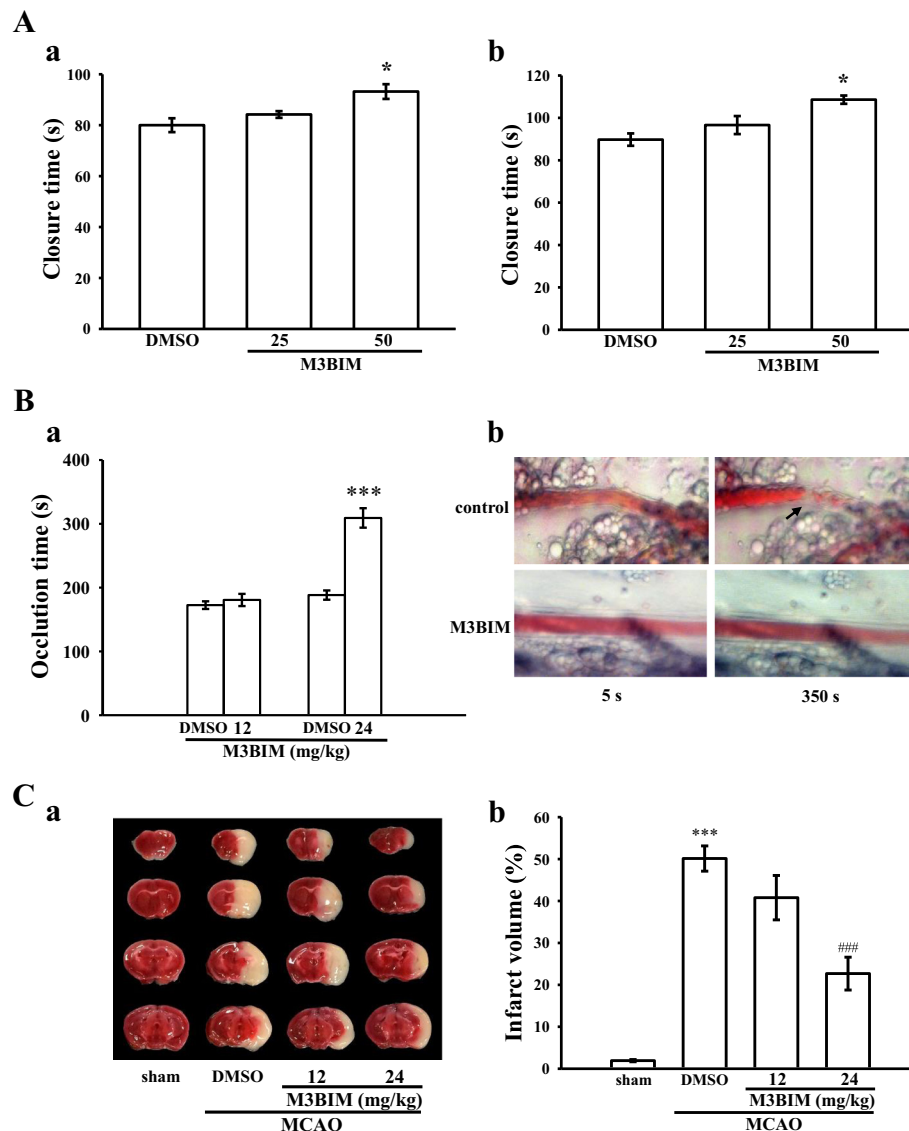 A
a
Closure time (s)
100
80
60
40
20
0
*
DMSO 25 50
M3BIM
b
Closure time (s)
120
100
80
60
40
20
0
*
DMSO 25 50
M3BIM
B
a
Occlution time (s)
400
300
200
100
0
***
DMSO 12 DMSO 24
M3BIM (mg/kg)
b
control
M3BIM
5 s 350 s
C
a
sham DMSO 12 24
M3BIM (mg/kg)
MCAO
b
Infarct volume (%)
60
50
40
30
20
10
0
***
###
sham DMSO 12 24
M3BIM (mg/kg)
MCAO